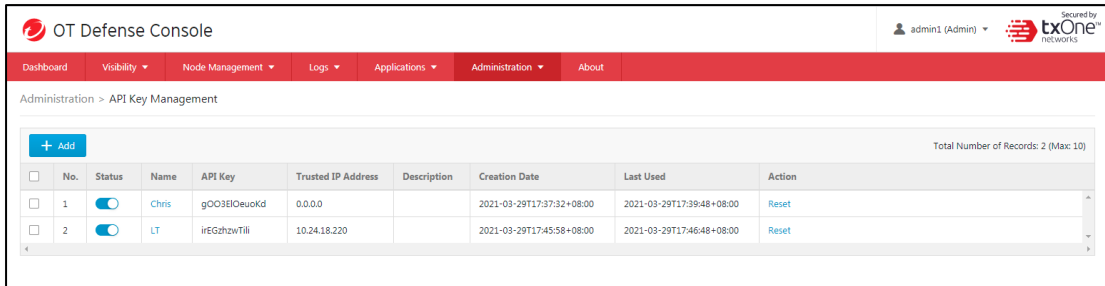 OT Defense Console
admin1 (Admin)
Secured by
txOne™
networks
Dashboard Visibility Node Management Logs Applications Administration About
Administration > API Key Management
+ Add
Total Number of Records: 2 (Max: 10)
No. Status Name API Key Trusted IP Address Description Creation Date Last Used Action
1 Chris gOO3ElOeuoKd 0.0.0.0 2021-03-29T17:37:32+08:00 2021-03-29T17:39:48+08:00 Reset
2 LT irEGzhzwTili 10.24.18.220 2021-03-29T17:45:58+08:00 2021-03-29T17:46:48+08:00 Reset